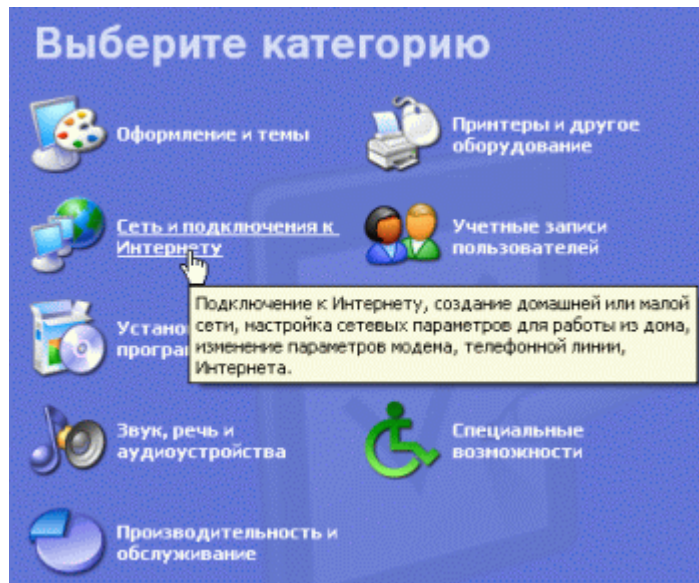 Выберите категорию
Оформление и темы
Принтеры и другое
оборудование
Сеть и подключения к
Интернету
Учетные записи
пользователей
Подключение к Интернету, создание домашней или малой
сети, настройка сетевых параметров для работы из дома,
изменение параметров модема, телефонной линии,
Интернета.
Звук, речь и
аудиоустройства
Специальные
возможности
Производительность и
обслуживание